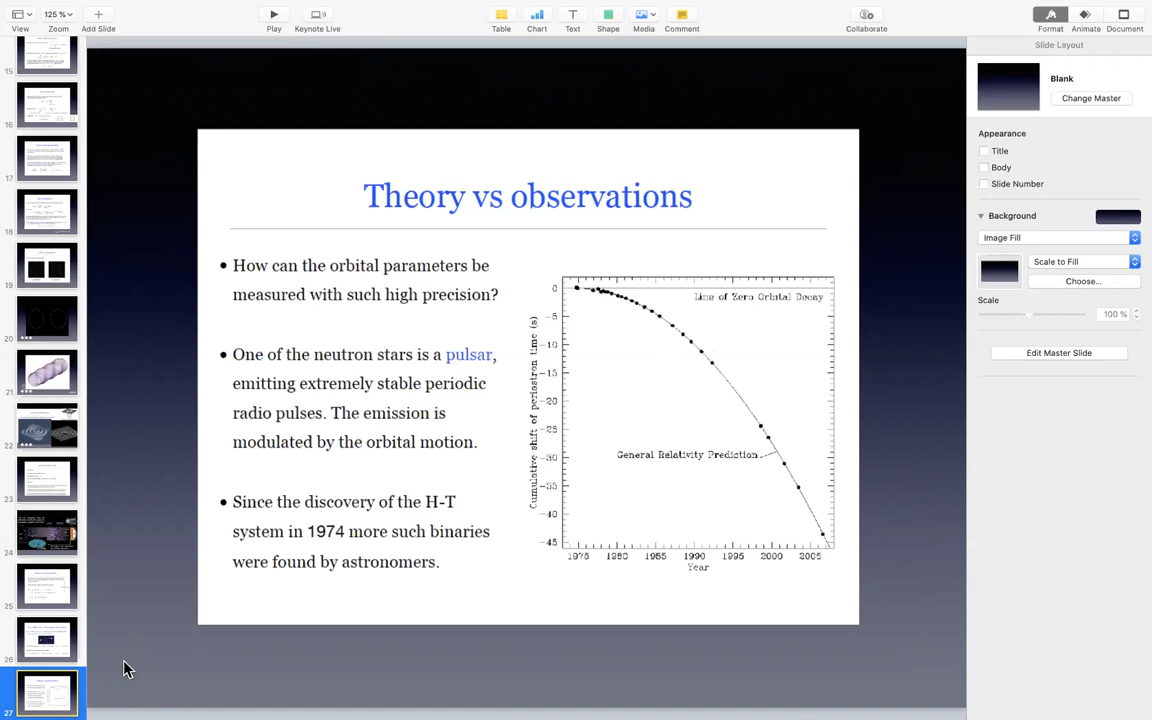 View
125 %
Zoom
Add Slide
Play
Keynote Live
Table
Chart
Text
Shape
Media
Comment
Collaborate
Format
Animate
Document
Slide Layout
Blank
Change Master
Appearance
Title
Body
Slide Number
Background
Image Fill
Scale to Fill
Choose...
Scale
100 %
Edit Master Slide
15
16
17
18
19
20
21
22
23
24
25
26
27
Theory vs observations
• How can the orbital parameters be
measured with such high precision?
• One of the neutron stars is a pulsar,
emitting extremely stable periodic
radio pulses. The emission is
modulated by the orbital motion.
• Since the discovery of the H-T
system in 1974 more such binaries
were found by astronomers.
Line of Zero Orbital Decay
General Relativity Prediction
Cumulative shift of periastron time (s)
0
-5
-10
-15
-20
-25
-30
-35
-40
-45
1975 1980 1985 1990 1995 2000 2005
Year